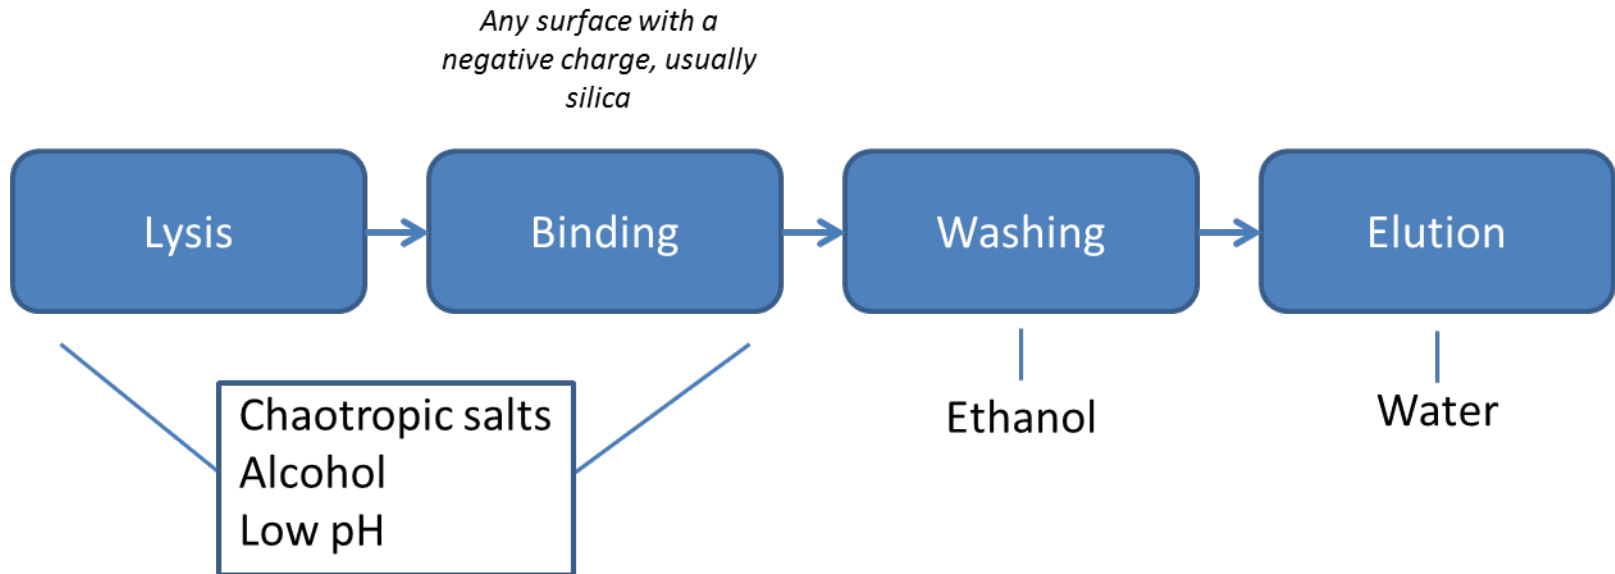 Any surface with a
negative charge, usually
silica
Lysis
Binding
Washing
Elution
Chaotropic salts
Alcohol
Low pH
Ethanol
Water